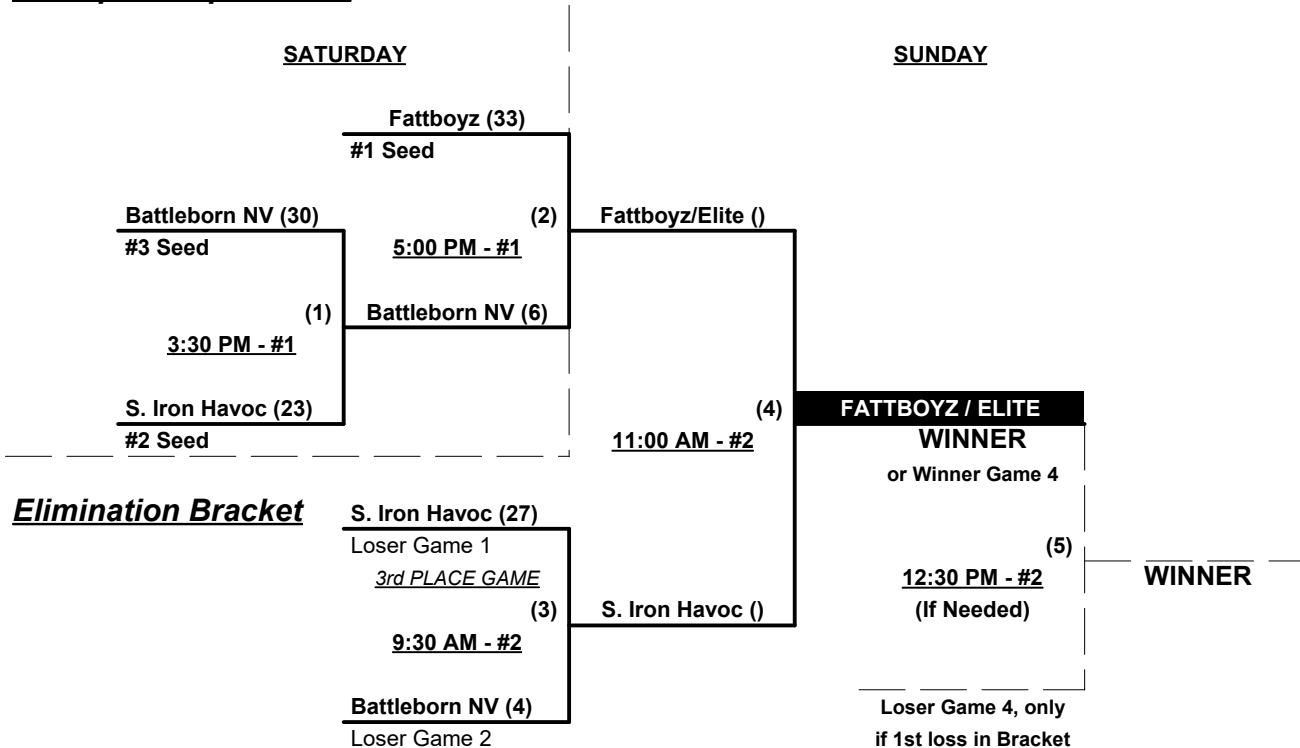 SATURDAY
SUNDAY
Fattboyz (33)
#1 Seed
Battleborn NV (30)
(2)
Fattboyz/Elite ()
#3 Seed
5:00 PM - #1
(1)
Battleborn NV (6)
3:30 PM - #1
S. Iron Havoc (23)
#2 Seed
(4)
11:00 AM - #2
FATTBOYZ / ELITE
WINNER
or Winner Game 4
Elimination Bracket
S. Iron Havoc (27)
Loser Game 1
3rd PLACE GAME
(3)
S. Iron Havoc ()
9:30 AM - #2
Battleborn NV (4)
Loser Game 2
(5)
12:30 PM - #2
(If Needed)
WINNER
Loser Game 4, only
if 1st loss in Bracket